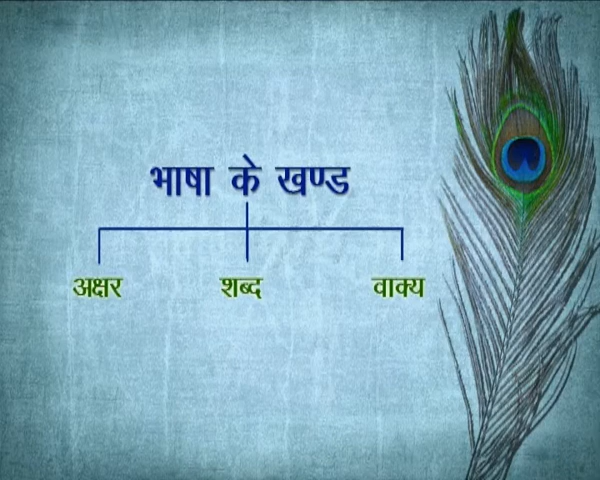 भाषा के खण्ड
अक्षर शब्द वाक्य